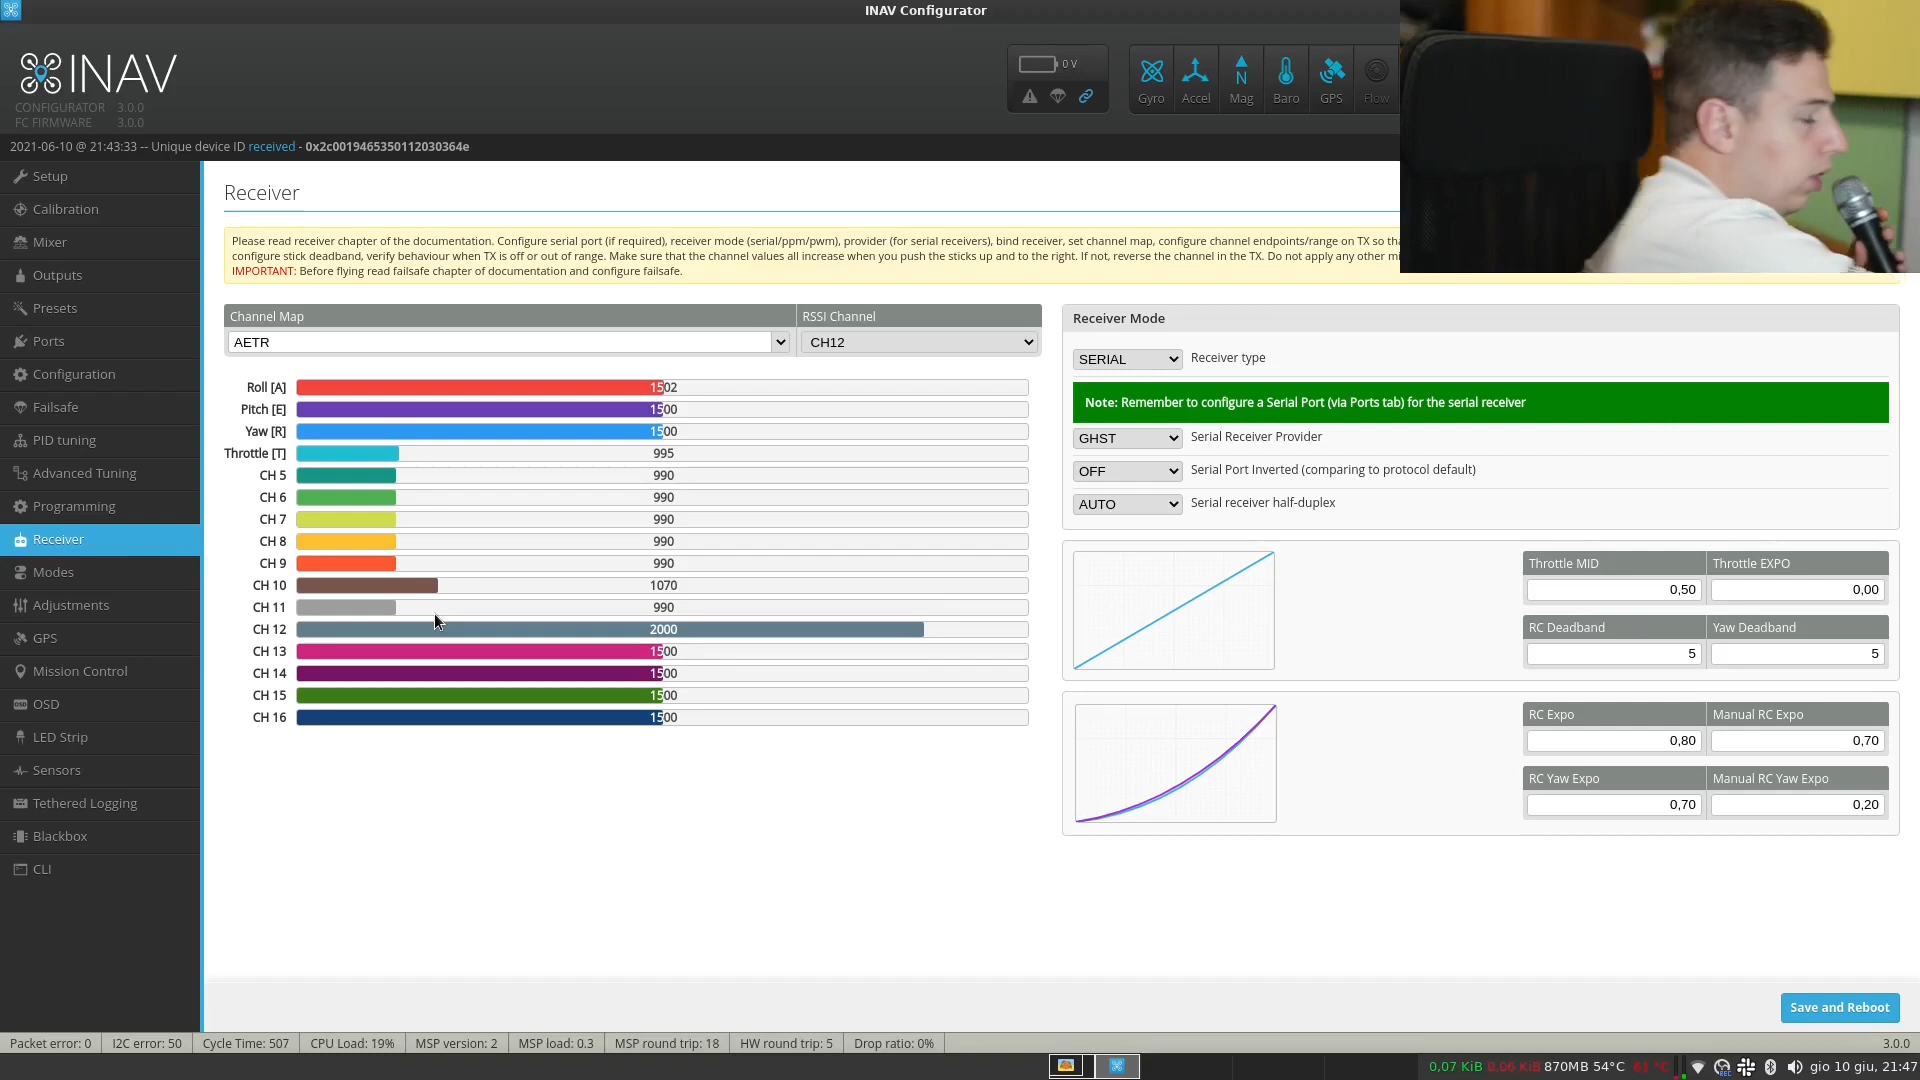 INAV Configurator
INAV
CONFIGURATOR 3.0.0
FC FIRMWARE 3.0.0
0 V
Gyro
Accel
Mag
Baro
GPS
Flow
2021-06-10 @ 21:43:33 -- Unique device ID received - 0x2c0019465350112030364e
Setup
Calibration
Mixer
Outputs
Presets
Ports
Configuration
Failsafe
PID tuning
Advanced Tuning
Programming
Receiver
Modes
Adjustments
GPS
Mission Control
OSD
LED Strip
Sensors
Tethered Logging
Blackbox
CLI
Receiver
Please read receiver chapter of the documentation. Configure serial port (if required), receiver mode (serial/ppm/pwm), provider (for serial receivers), bind receiver, set channel map, configure channel endpoints/range on TX so
configure stick deadband, verify behaviour when TX is off or out of range. Make sure that the channel values all increase when you push the sticks up and to the right. If not, reverse the channel in the TX. Do not apply any other
IMPORTANT: Before flying read failsafe chapter of documentation and configure failsafe.
Channel Map RSSI Channel
AETR CH12
Roll [A] 1502
Pitch [E] 1500
Yaw [R] 1500
Throttle [T] 995
CH 5 990
CH 6 990
CH 7 990
CH 8 990
CH 9 990
CH 10 1070
CH 11 990
CH 12 2000
CH 13 1500
CH 14 1500
CH 15 1500
CH 16 1500
Receiver Mode
SERIAL Receiver type
Note: Remember to configure a Serial Port (via Ports tab) for the serial receiver
GHST Serial Receiver Provider
OFF Serial Port Inverted (comparing to protocol default)
AUTO Serial receiver half-duplex
Throttle MID Throttle EXPO
0,50 0,00
RC Deadband Yaw Deadband
5 5
RC Expo Manual RC Expo
0,80 0,70
RC Yaw Expo Manual RC Yaw Expo
0,70 0,20
Save and Reboot
Packet error: 0 I2C error: 50 Cycle Time: 507 CPU Load: 19% MSP version: 2 MSP load: 0.3 MSP round trip: 18 HW round trip: 5 Drop ratio: 0% 3.0.0
0,07 KiB 0,06 KiB 870MB 54°C 61 °C gio 10 giu, 21:47